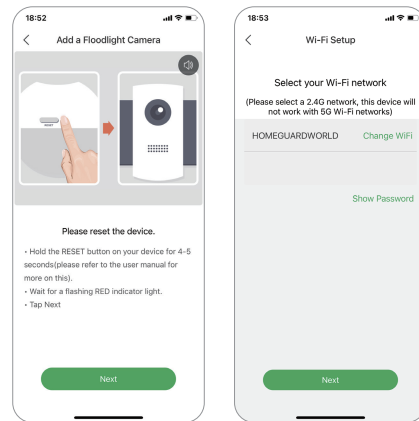 18:52
Add a Floodlight Camera
RESET
Please reset the device.
• Hold the RESET button on your device for 4-5
seconds(please refer to the user manual for
more on this).
• Wait for a flashing RED indicator light.
• Tap Next
Next
18:53
Wi-Fi Setup
Select your Wi-Fi network
(Please select a 2.4G network, this device will
not work with 5G Wi-Fi networks)
HOMEGUARDWORLD Change WiFi
Show Password
Next